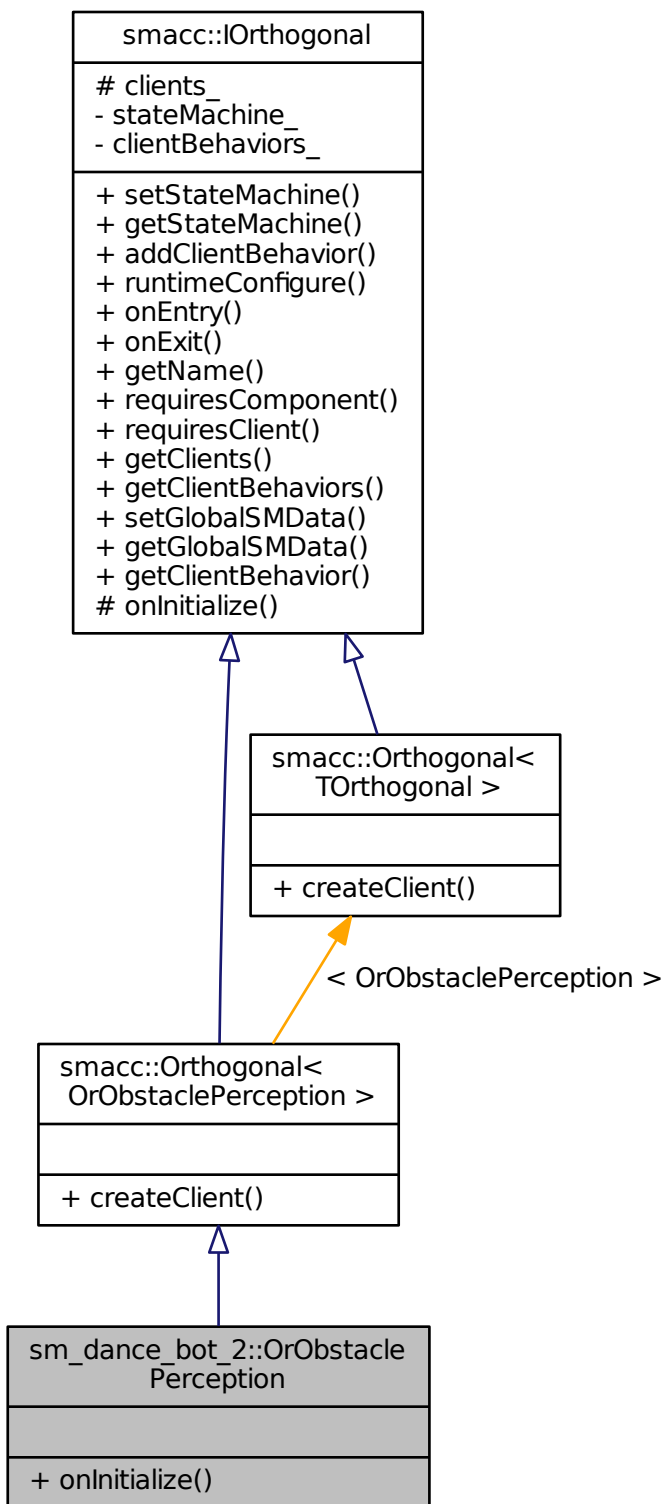 smacc::IOrthogonal
# clients_
- stateMachine_
- clientBehaviors_
+ setStateMachine()
+ getStateMachine()
+ addClientBehavior()
+ runtimeConfigure()
+ onEntry()
+ onExit()
+ getName()
+ requiresComponent()
+ requiresClient()
+ getClients()
+ getClientBehaviors()
+ setGlobalSMData()
+ getGlobalSMData()
+ getClientBehavior()
# onInitialize()
smacc::Orthogonal<
TOrthogonal >
+ createClient()
< OrObstaclePerception >
smacc::Orthogonal<
OrObstaclePerception >
+ createClient()
sm_dance_bot_2::OrObstacle
Perception
+ onInitialize()